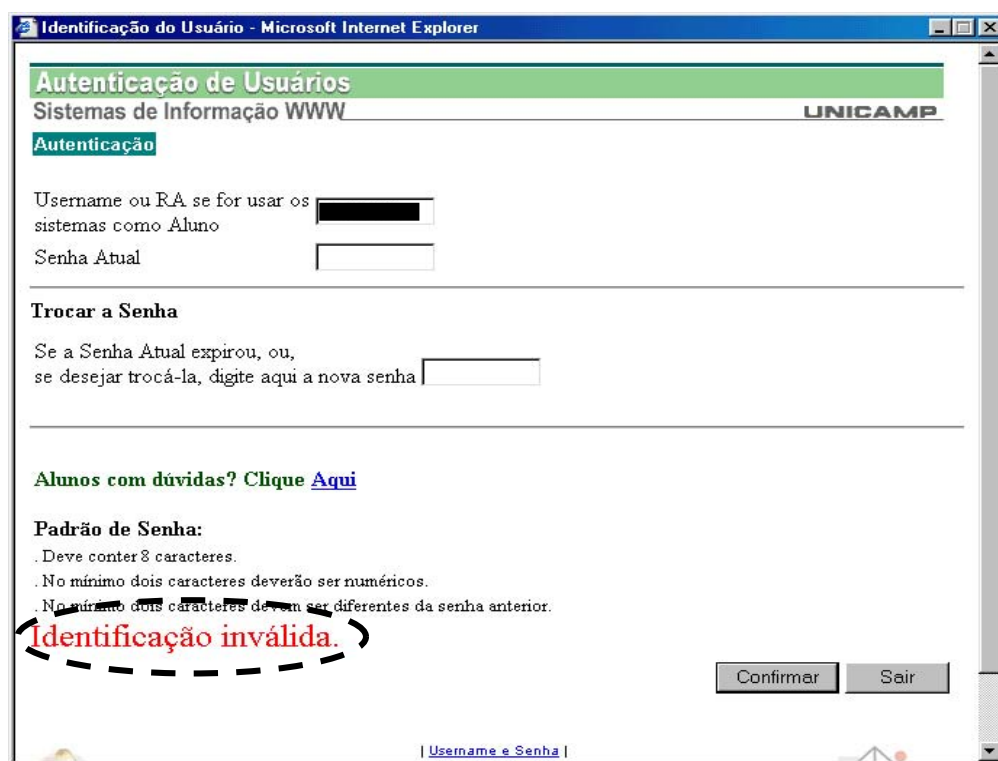 Identificação do Usuário - Microsoft Internet Explorer
Autenticação de Usuários
Sistemas de Informação WWW
UNICAMP
Autenticação
Username ou RA se for usar os
sistemas como Aluno
Senha Atual
Trocar a Senha
Se a Senha Atual expirou, ou,
se desejar trocá-la, digite aqui a nova senha
Alunos com dúvidas? Clique Aqui
Padrão de Senha:
. Deve conter 8 caracteres.
. No mínimo dois caracteres deverão ser numéricos.
. No mínimo dois caracteres devem ser diferentes da senha anterior.
Identificação inválida.
Confirmar Sair
| Username e Senha |